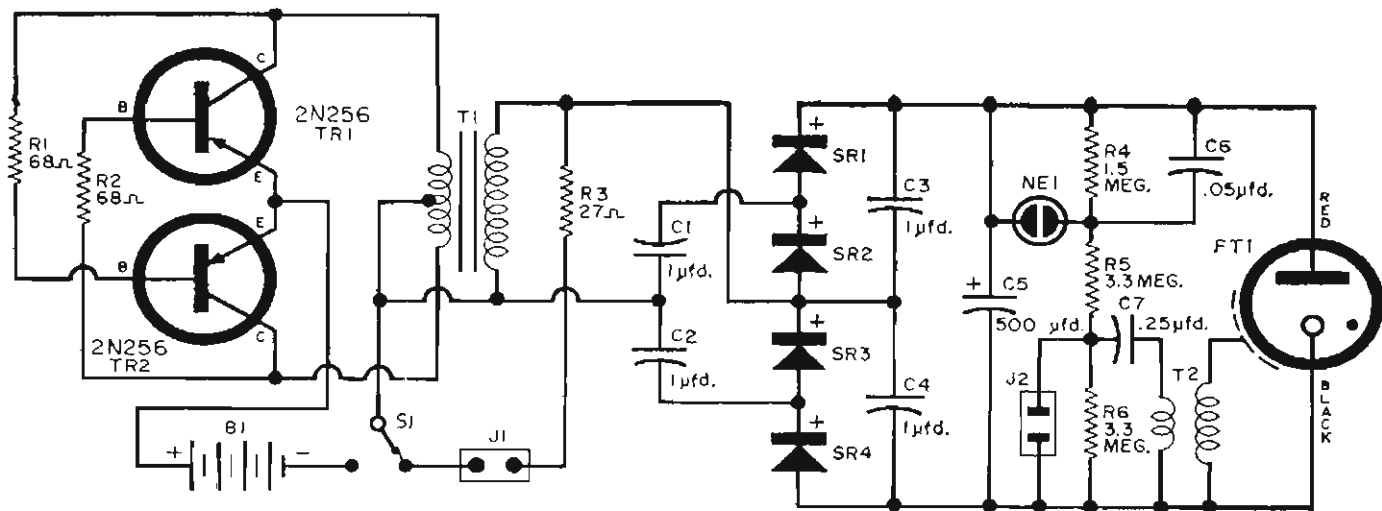 C
B
2N256
TR1
E
R1
68Ω
R2
68Ω
E
B
C
2N256
TR2
T1
R3
27Ω
C1
1µfd.
C2
1µfd.
+
B1
-
S1
J1
+
SR1
+
SR2
+
SR3
+
SR4
C3
1µfd.
C4
1µfd.
+
C5
500 µfd.
NE1
R4
1.5
MEG.
C6
.05µfd.
R5
3.3 MEG.
C7
.25µfd.
J2
R6
3.3
MEG.
T2
RED
FT1
BLACK